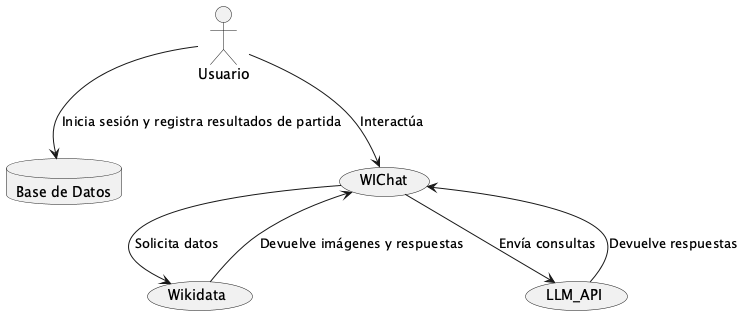 Usuario
Inicia sesión y registra resultados de partida
Interactúa
Base de Datos
WIChat
Solicita datos
Devuelve imágenes y respuestas
Envía consultas
Devuelve respuestas
Wikidata
LLM_API